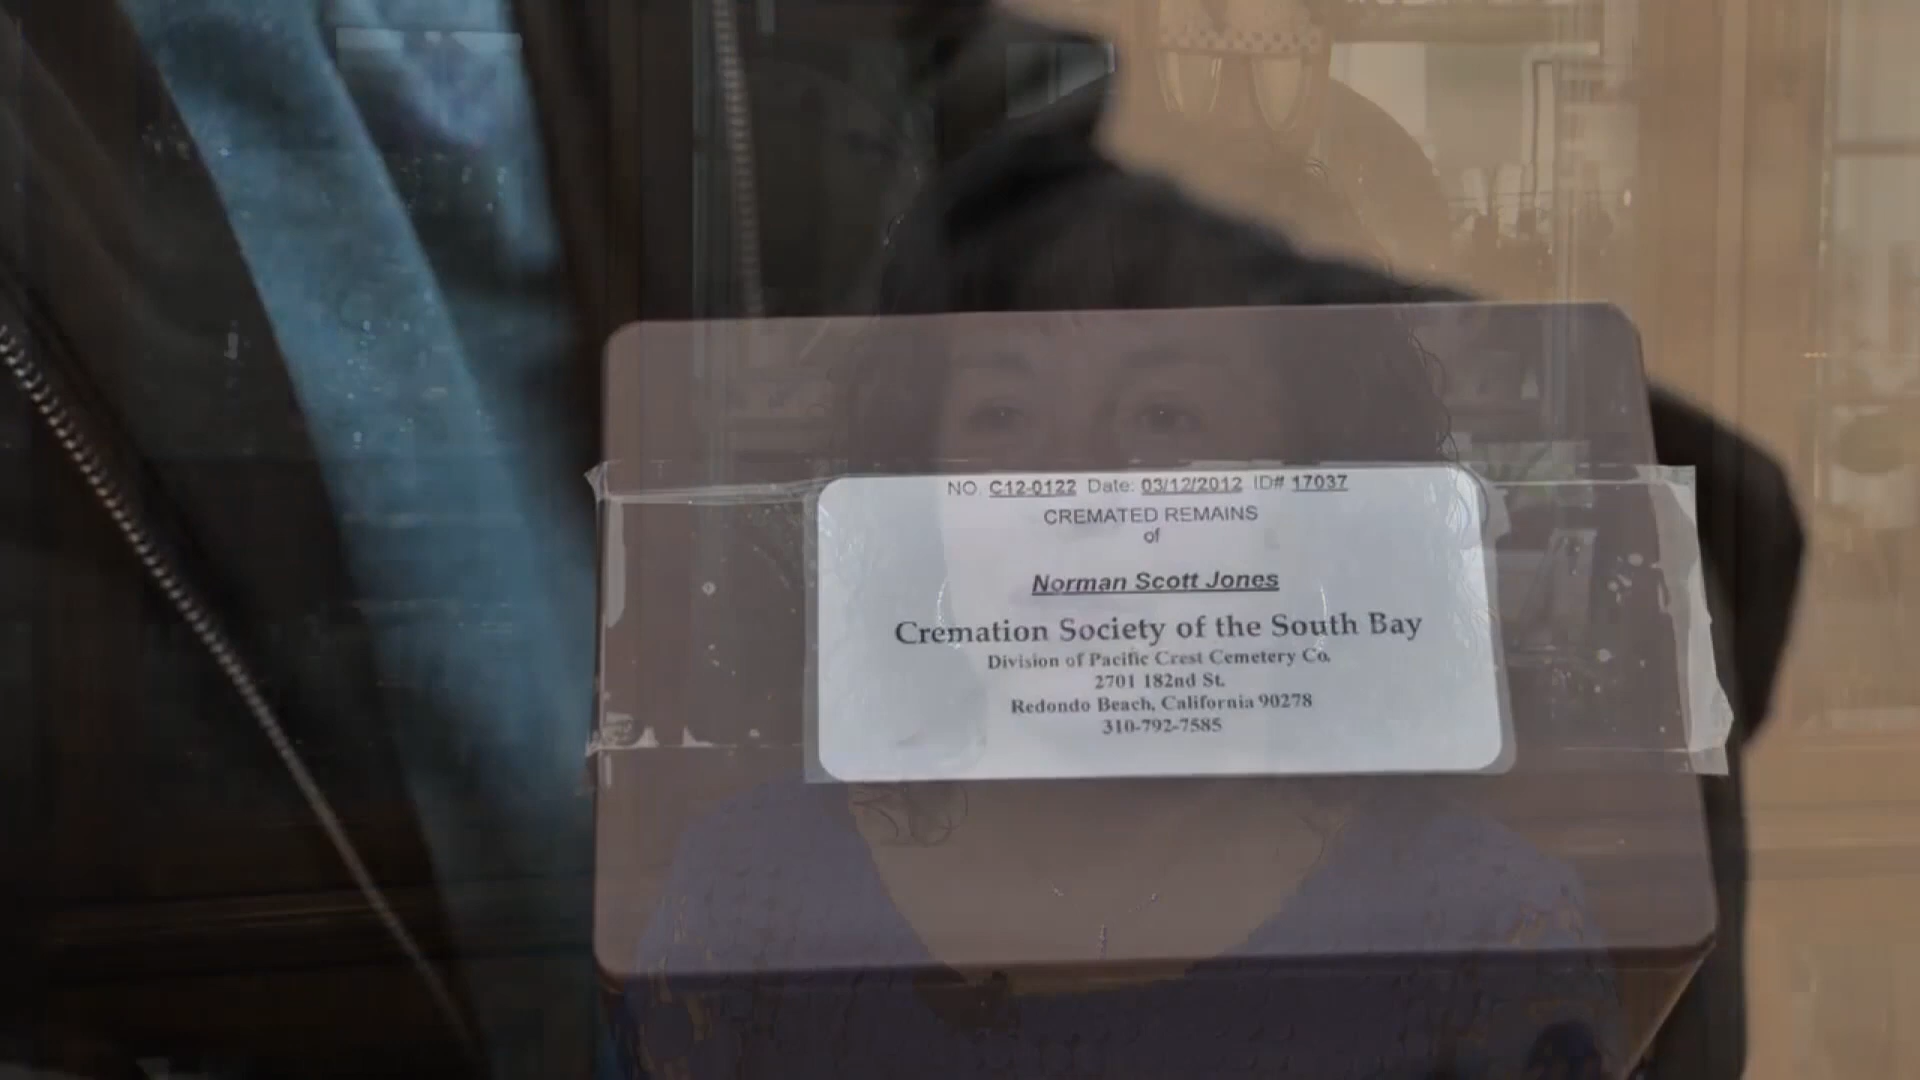 NO. C12-0122 Date: 03/12/2012 ID# 17037
CREMATED REMAINS
of
Norman Scott Jones
Cremation Society of the South Bay
Division of Pacific Crest Cemetery Co.
2701 182nd St.
Redondo Beach, California 90278
310-792-7585